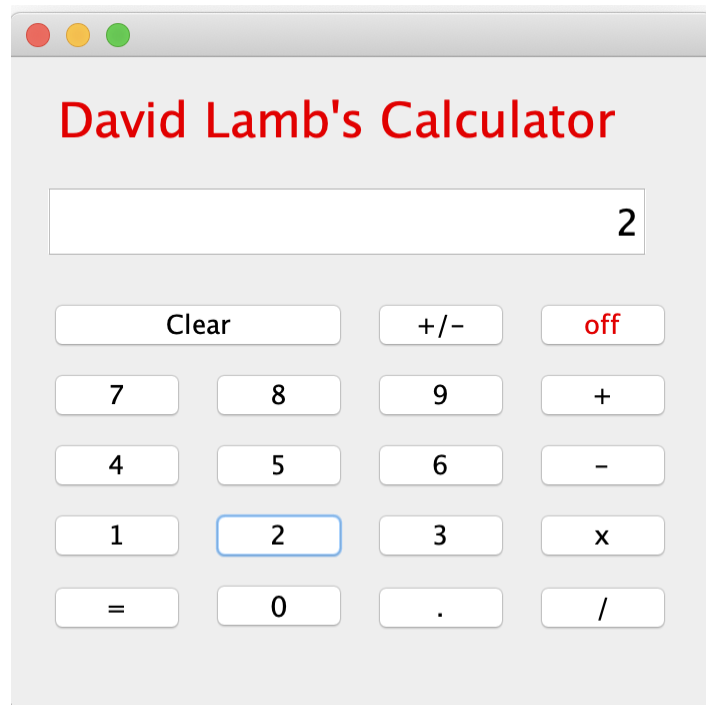 David Lamb's Calculator
2
Clear +/- off
7 8 9 +
4 5 6 -
1 2 3 x
= 0 . /